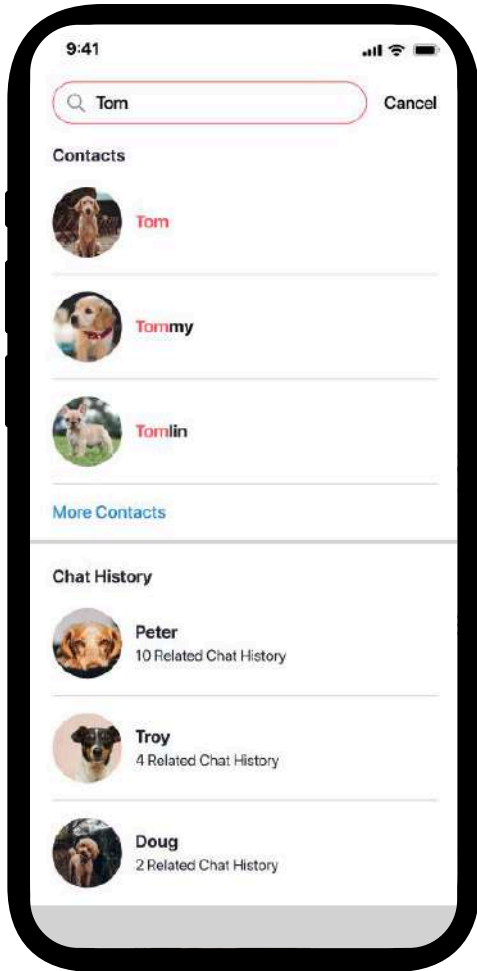 9:41
Tom
Cancel
Contacts
Tom
Tommy
Tomlin
More Contacts
Chat History
Peter
10 Related Chat History
Troy
4 Related Chat History
Doug
2 Related Chat History